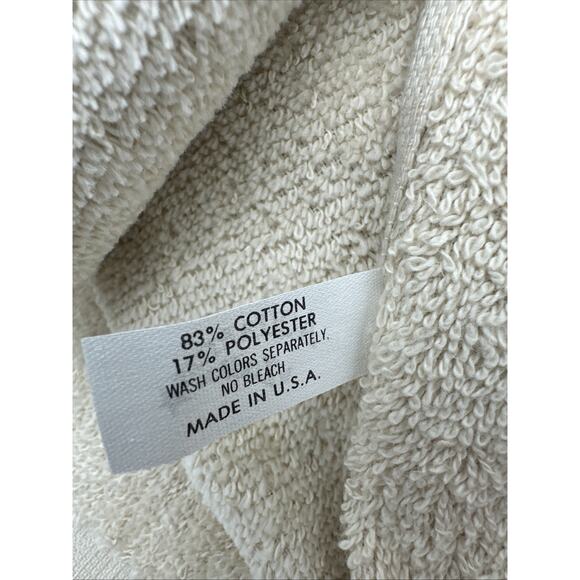 83% COTTON
17% POLYESTER
WASH COLORS SEPARATELY.
NO BLEACH
MADE IN U.S.A.